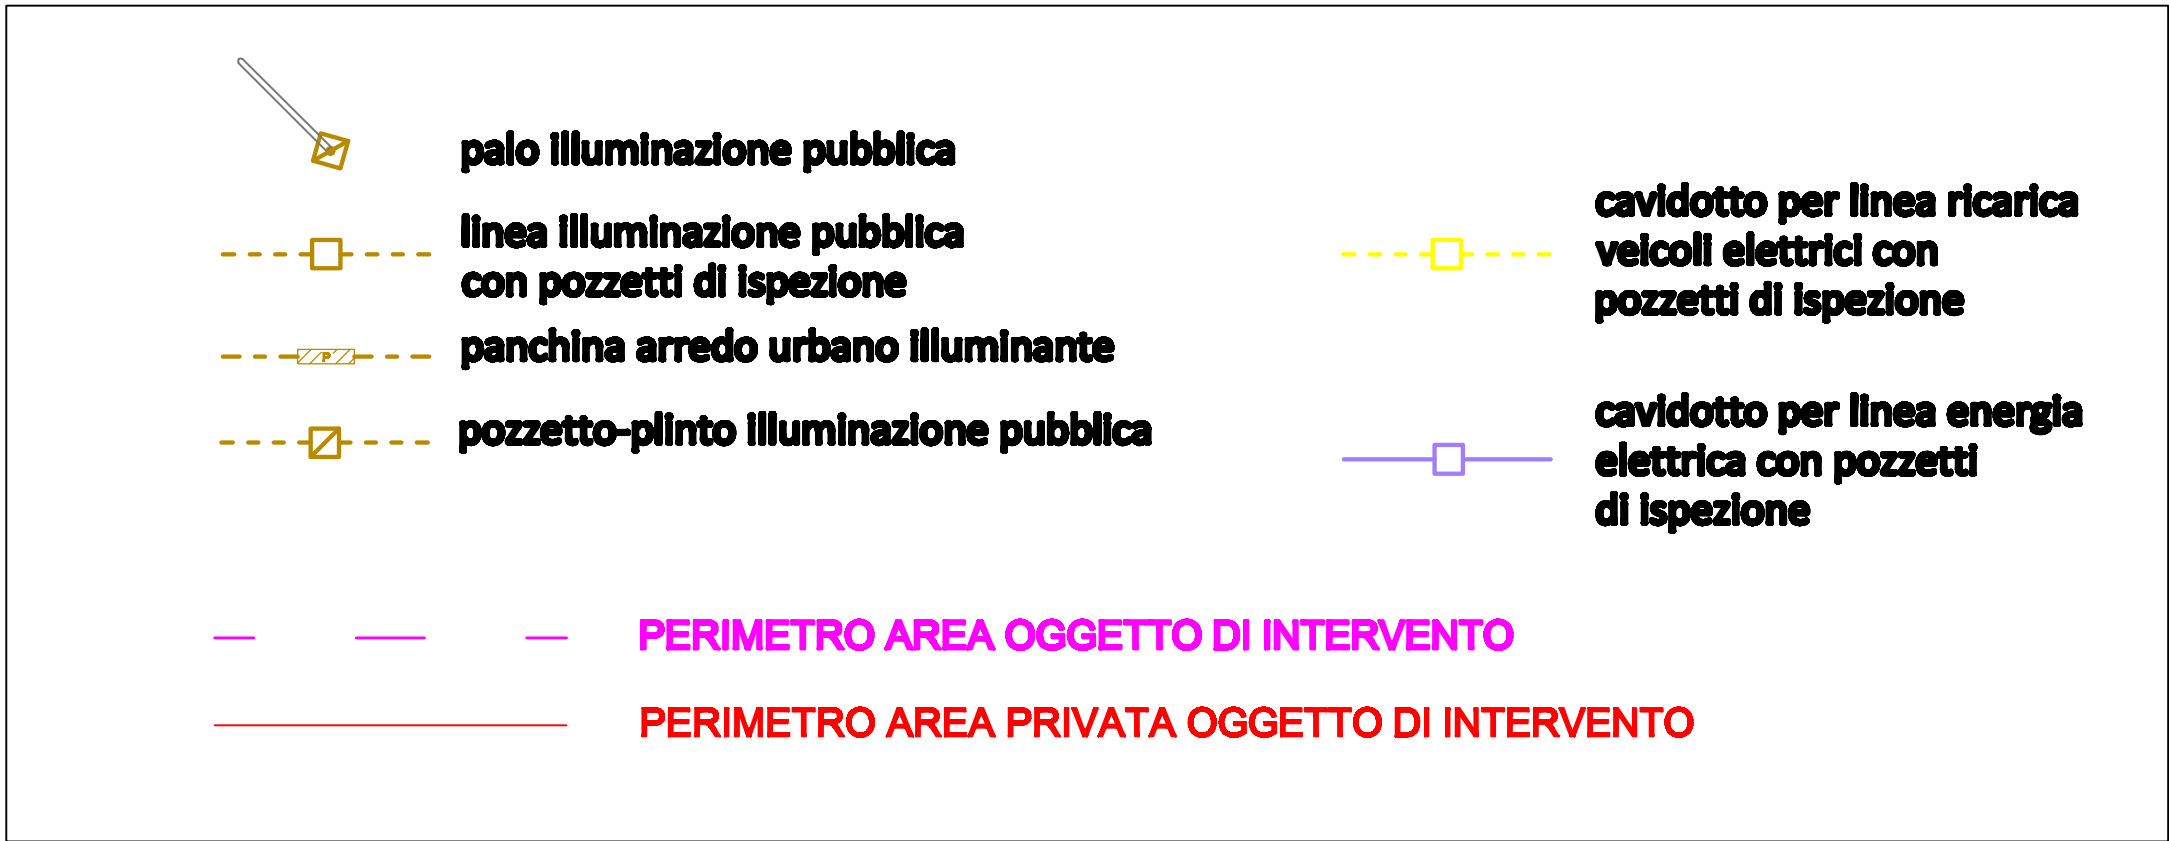 palo illuminazione pubblica
linea illuminazione pubblica
con pozzetti di ispezione
P
panchina arredo urbano illuminante
pozzetto-plinto illuminazione pubblica
cavidotto per linea ricarica
veicoli elettrici con
pozzetti di ispezione
cavidotto per linea energia
elettrica con pozzetti
di ispezione
PERIMETRO AREA OGGETTO DI INTERVENTO
PERIMETRO AREA PRIVATA OGGETTO DI INTERVENTO